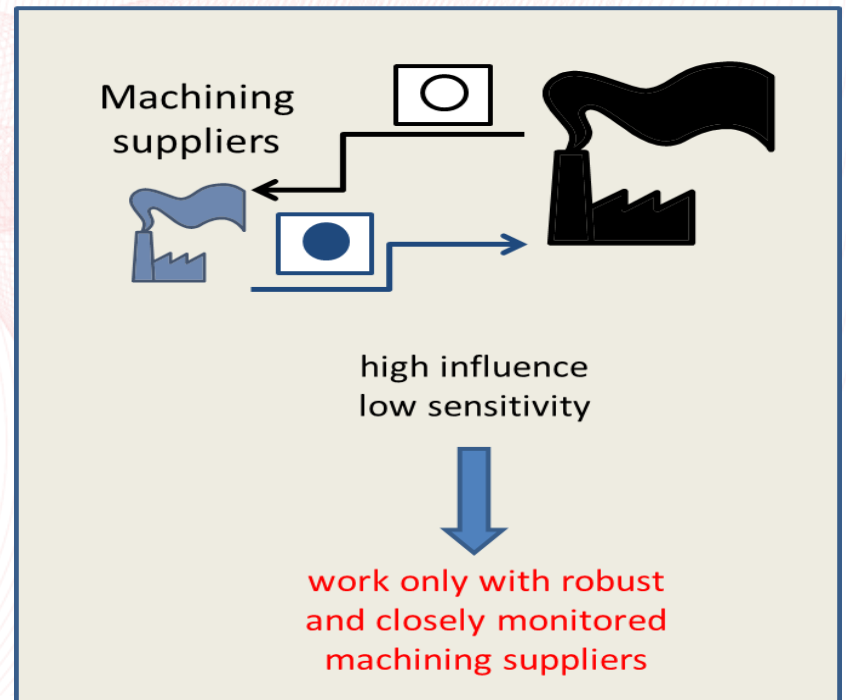 Machining
suppliers
high influence
low sensitivity
work only with robust
and closely monitored
machining suppliers